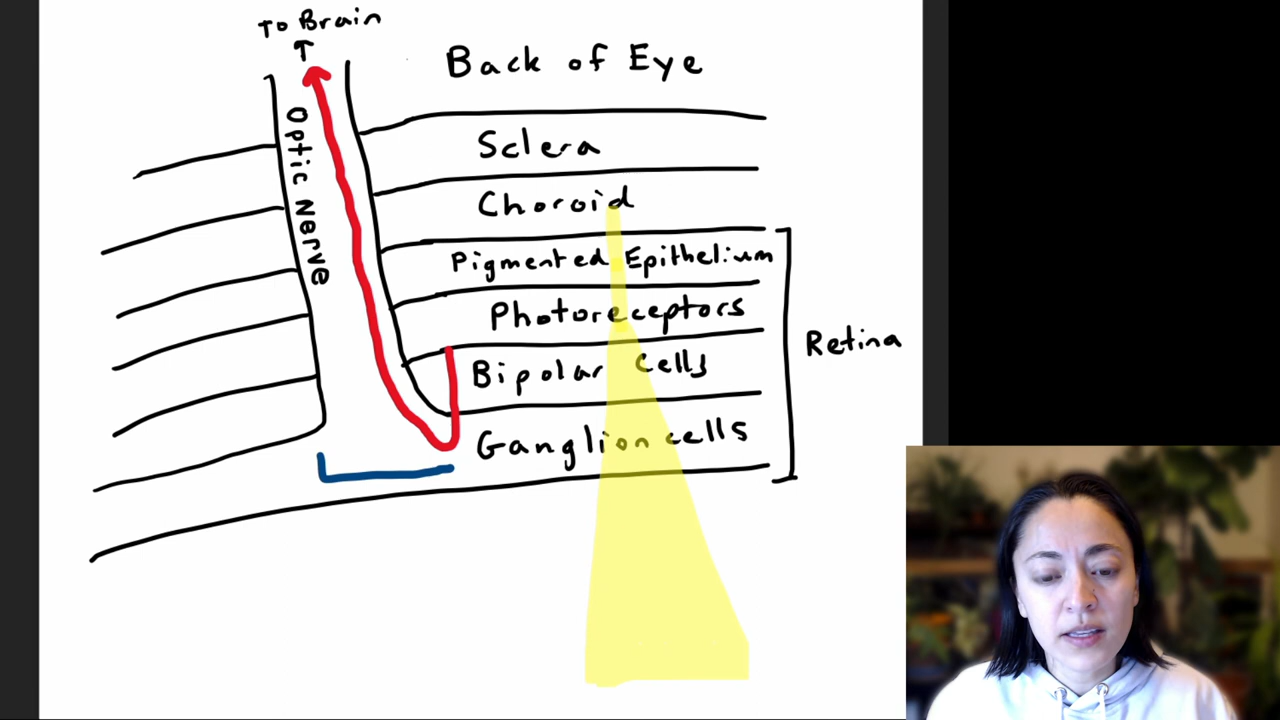 To Brain
Back of Eye
Optic Nerve
Sclera
Choroid
Pigmented Epithelium
Photoreceptors
Retina
Bipolar Cells
Ganglion cells